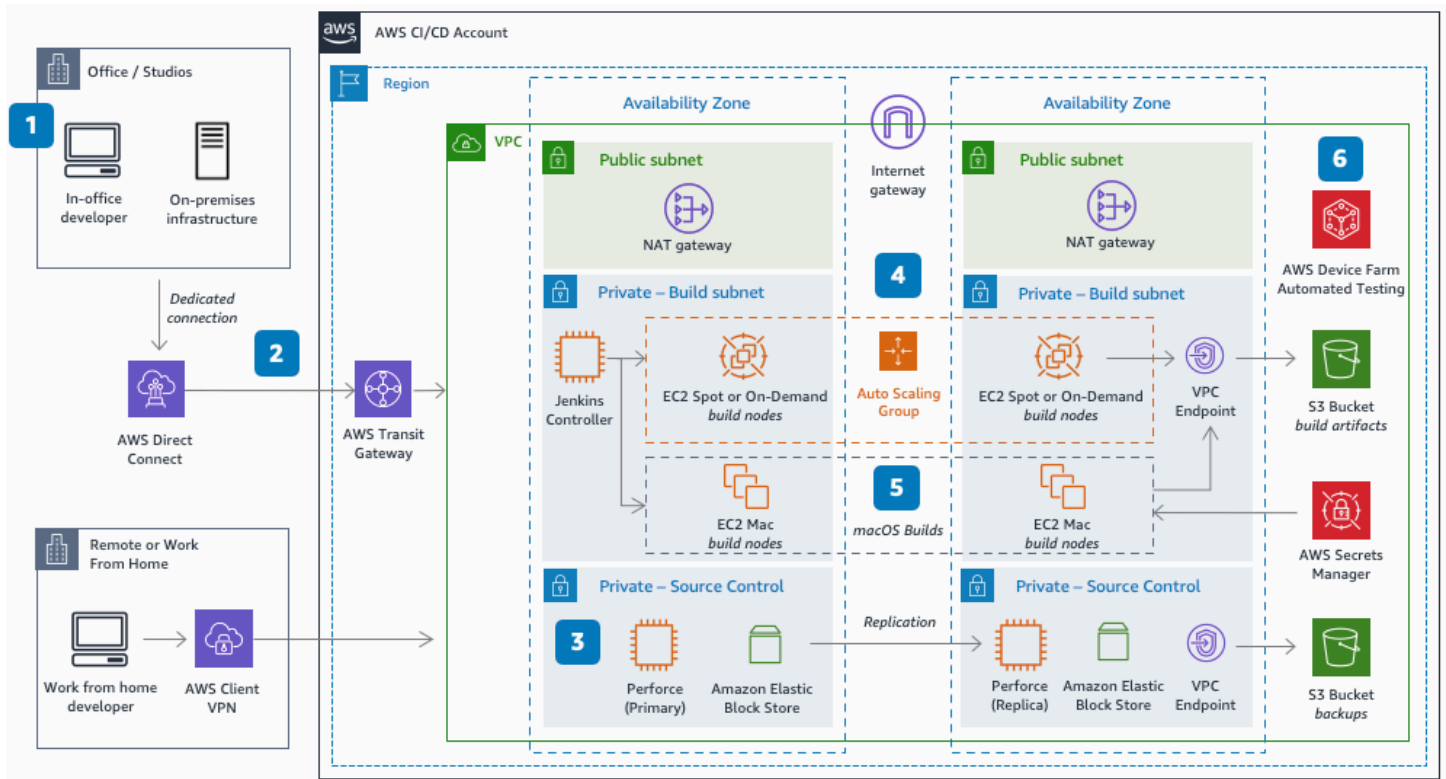 aws
AWS CI/CD Account
Office / Studios
1
In-office
developer
On-premises
infrastructure
Dedicated
connection
2
AWS Direct
Connect
AWS Transit
Gateway
Remote or Work
From Home
Work from home
developer
AWS Client
VPN
Region
VPC
Availability Zone
Public subnet
NAT gateway
Private – Build subnet
Jenkins
Controller
EC2 Spot or On-Demand
build nodes
EC2 Mac
build nodes
Private – Source Control
3
Perforce
(Primary)
Amazon Elastic
Block Store
Internet
gateway
4
Auto Scaling
Group
5
macOS Builds
Replication
Availability Zone
Public subnet
NAT gateway
Private – Build subnet
EC2 Spot or On-Demand
build nodes
VPC
Endpoint
EC2 Mac
build nodes
Private – Source Control
Perforce
(Replica)
Amazon Elastic
Block Store
VPC
Endpoint
6
AWS Device Farm
Automated Testing
S3 Bucket
build artifacts
AWS Secrets
Manager
S3 Bucket
backups